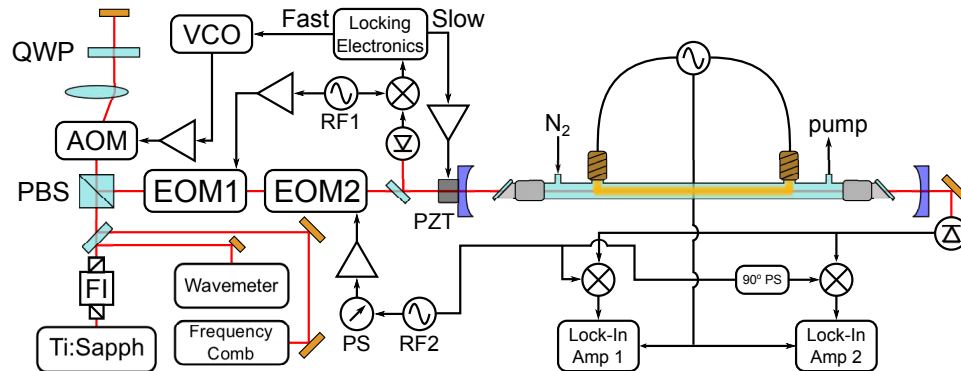 Fast
Slow
VCO
Locking
Electronics
QWP
RF1
N2
pump
AOM
PBS
EOM1
EOM2
PZT
FI
Wavemeter
90º PS
Frequency
Comb
PS
RF2
Lock-In
Amp 1
Lock-In
Amp 2
Ti:Sapph